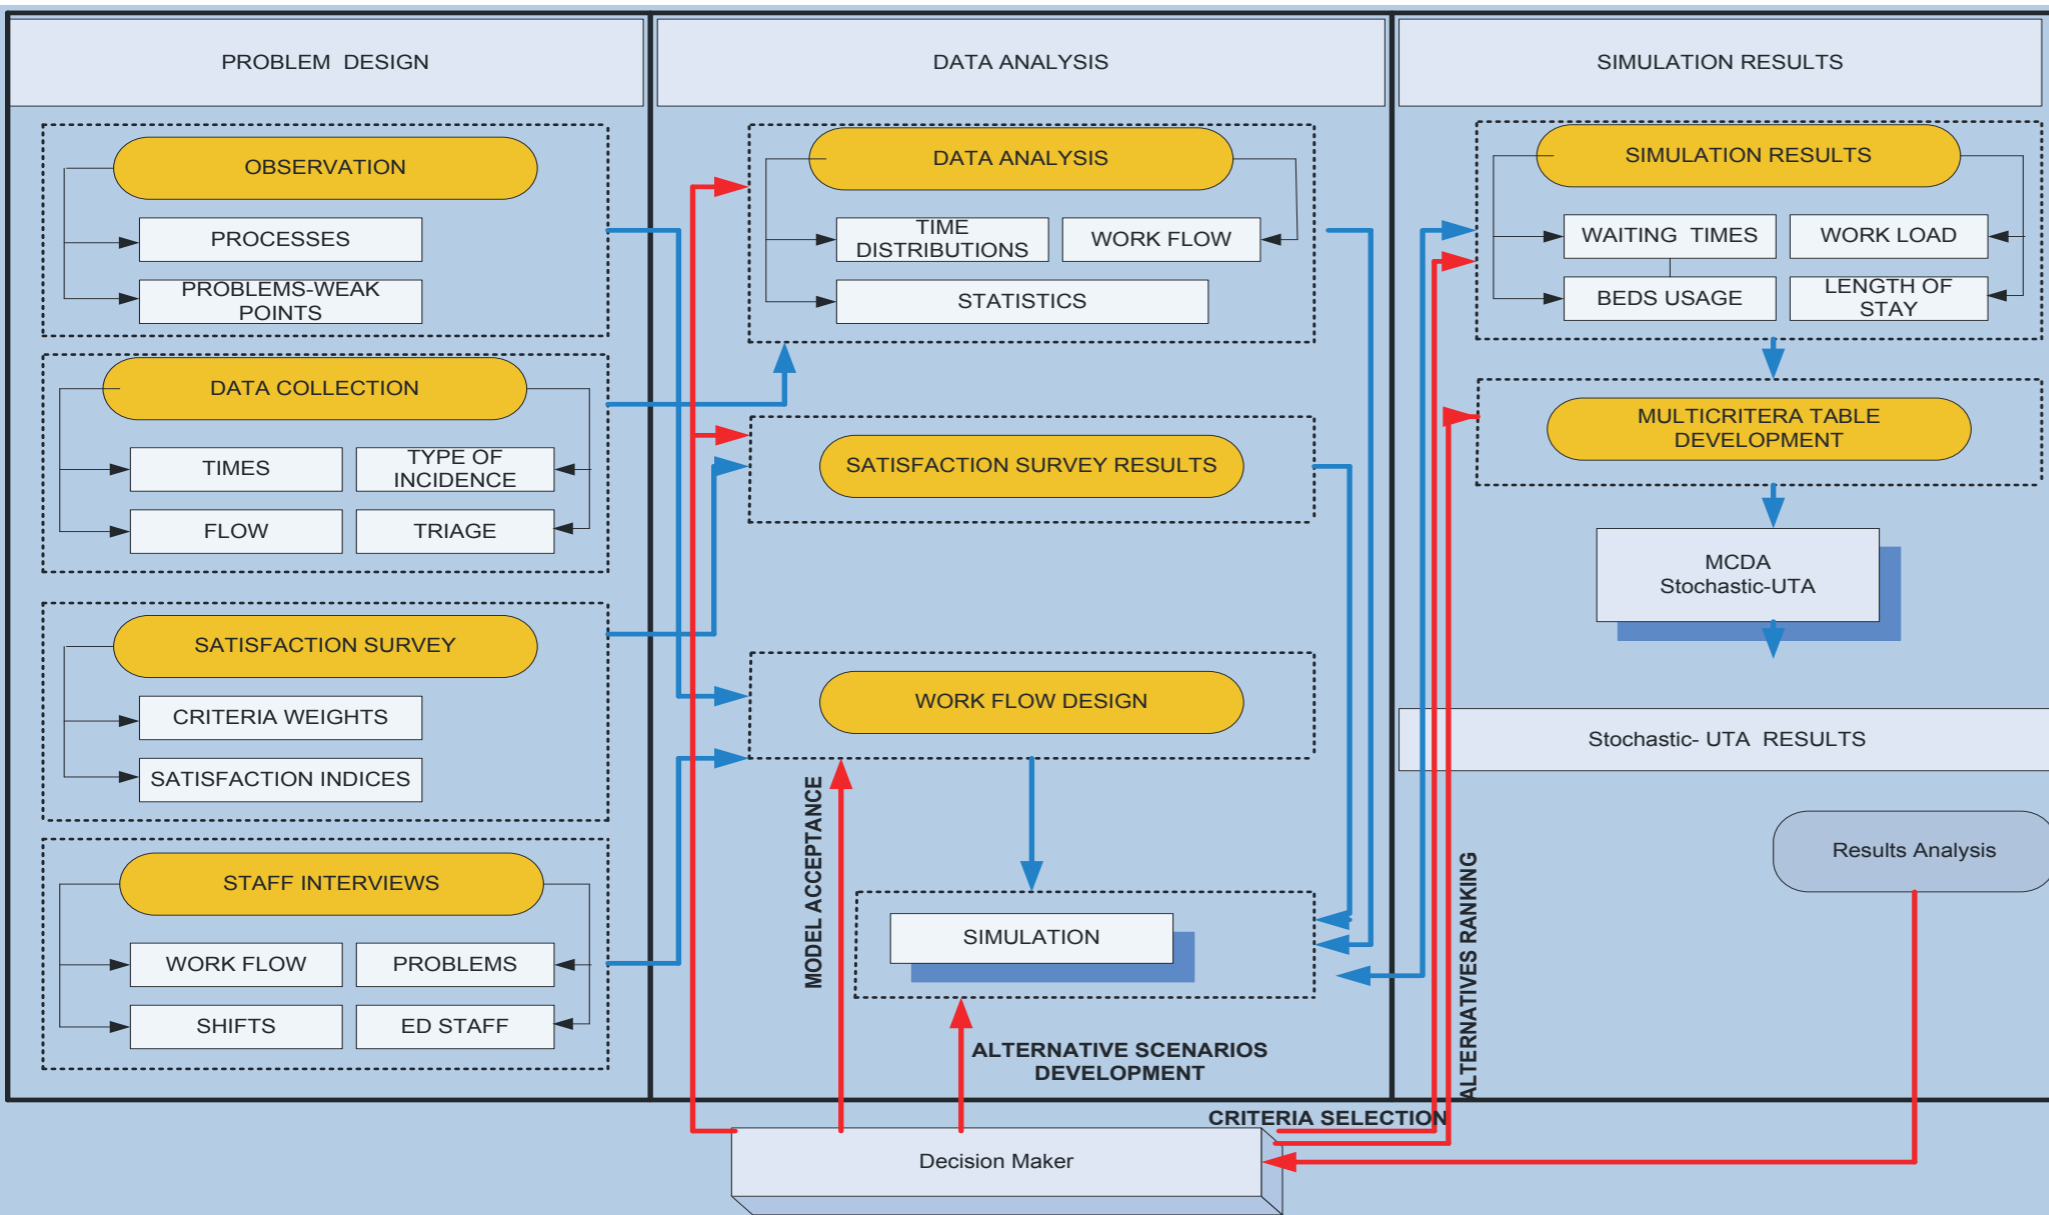 PROBLEM DESIGN
OBSERVATION
PROCESSES
PROBLEMS-WEAK
POINTS
DATA COLLECTION
TIMES
TYPE OF
INCIDENCE
FLOW
TRIAGE
SATISFACTION SURVEY
CRITERIA WEIGHTS
SATISFACTION INDICES
STAFF INTERVIEWS
WORK FLOW
PROBLEMS
SHIFTS
ED STAFF
DATA ANALYSIS
DATA ANALYSIS
TIME
DISTRIBUTIONS
WORK FLOW
STATISTICS
SATISFACTION SURVEY RESULTS
WORK FLOW DESIGN
MODEL ACCEPTANCE
SIMULATION
ALTERNATIVE SCENARIOS
DEVELOPMENT
SIMULATION RESULTS
SIMULATION RESULTS
WAITING TIMES
WORK LOAD
BEDS USAGE
LENGTH OF
STAY
MULTICRITERA TABLE
DEVELOPMENT
MCDA
Stochastic-UTA
Stochastic- UTA RESULTS
Results Analysis
ALTERNATIVES RANKING
CRITERIA SELECTION
Decision Maker